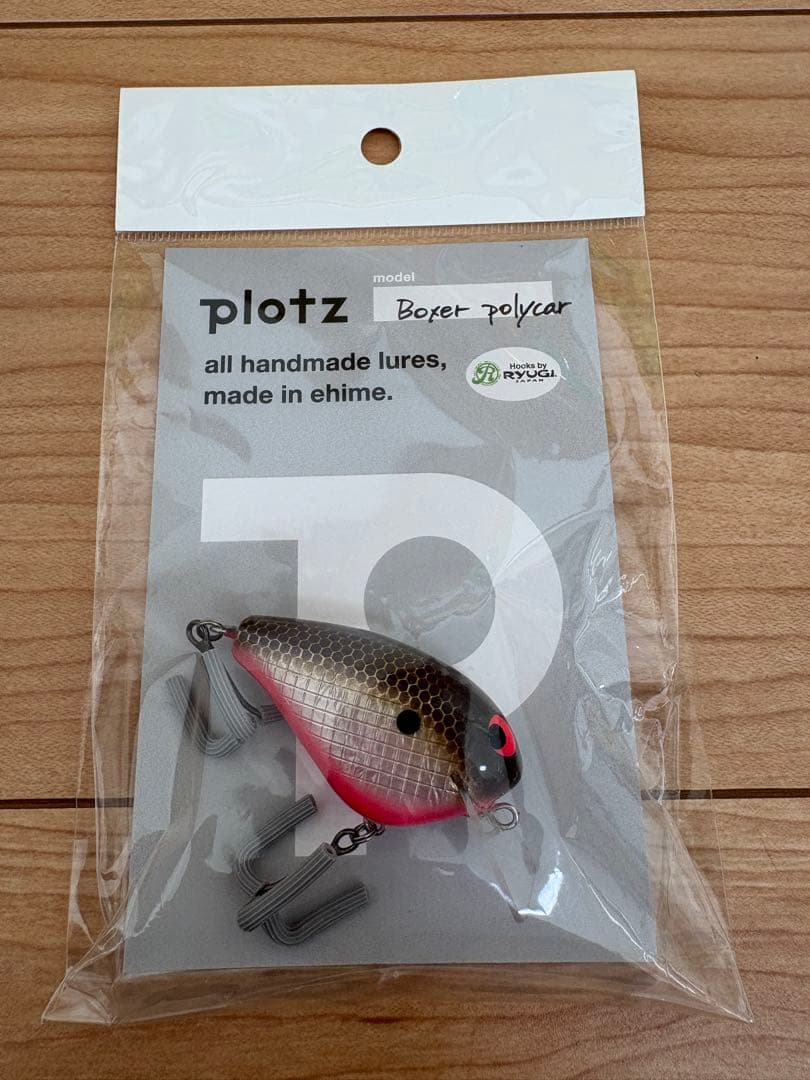 model
plotz
Boxer polycar
all handmade lures,
made in ehime.
Hooks by
RYUGI
JAPAN